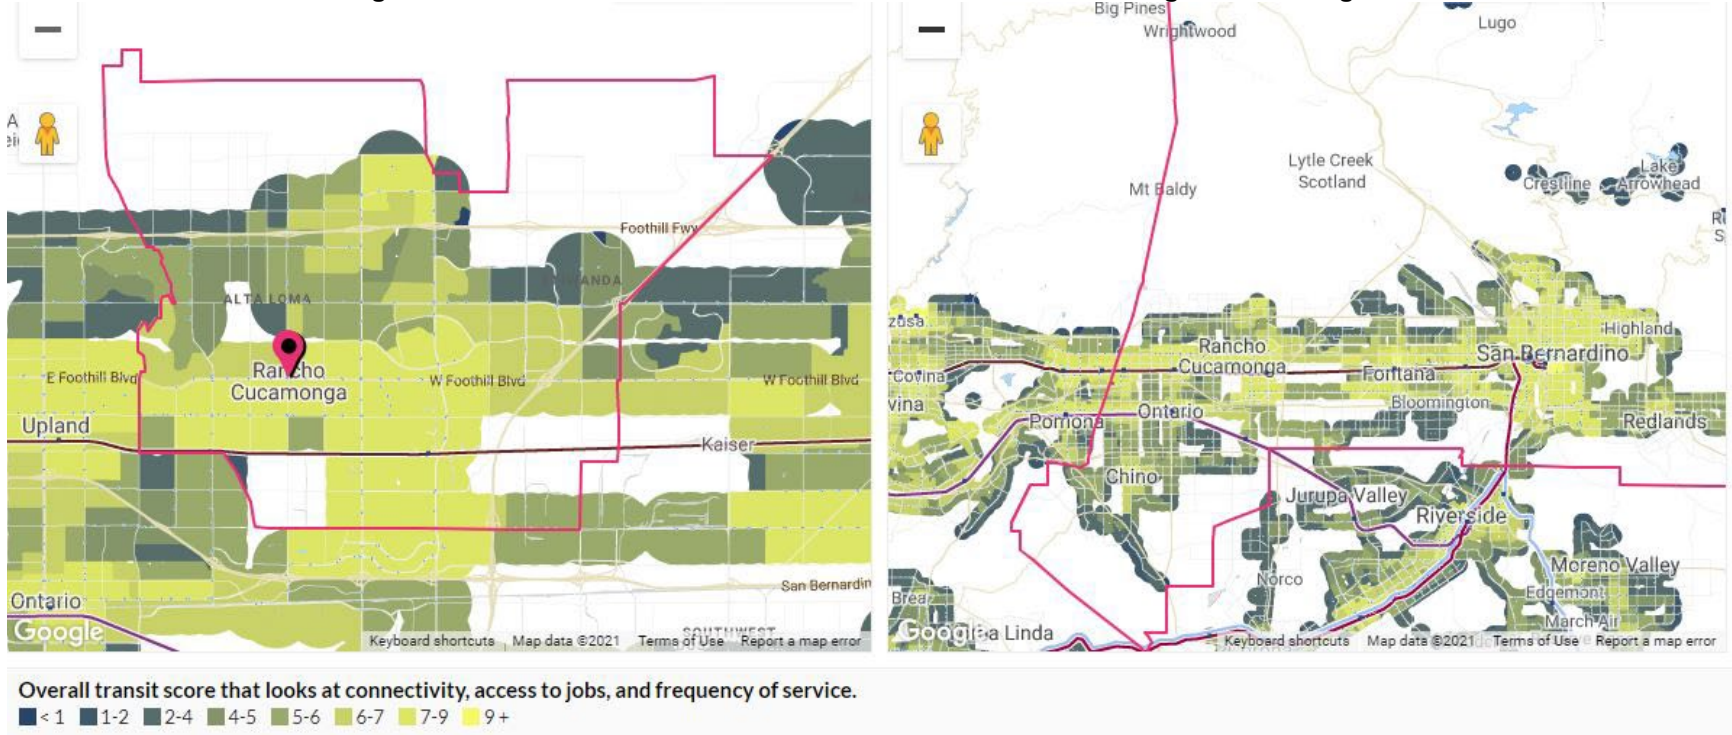 Foothill Fwy
ALTA LOMA
Rancho
Cucamonga
E Foothill Blvd
W Foothill Blvd
W Foothill Blvd
Upland
Kaiser
San Bernardin
Ontario
SOUTHWEST
Google
Keyboard shortcuts Map data ©2021 Terms of Use Report a map error
Big Pines
Wrightwood
Lugo
Lytle Creek
Scotland
Mt Baldy
Crestline
Lake
Arrowhead
zusa
Highland
Rancho
Cucamonga
San Bernardino
Covina
Fontana
vina
Bloomington
Pomona
Ontario
Redlands
Chino
Jurupa Valley
Riverside
Norco
Moreno Valley
Brea
Edgemont
March Air
Google
a Linda
Keyboard shortcuts Map data ©2021 Terms of Use Report a map error
Overall transit score that looks at connectivity, access to jobs, and frequency of service.
< 1 1-2 2-4 4-5 5-6 6-7 7-9 9 +